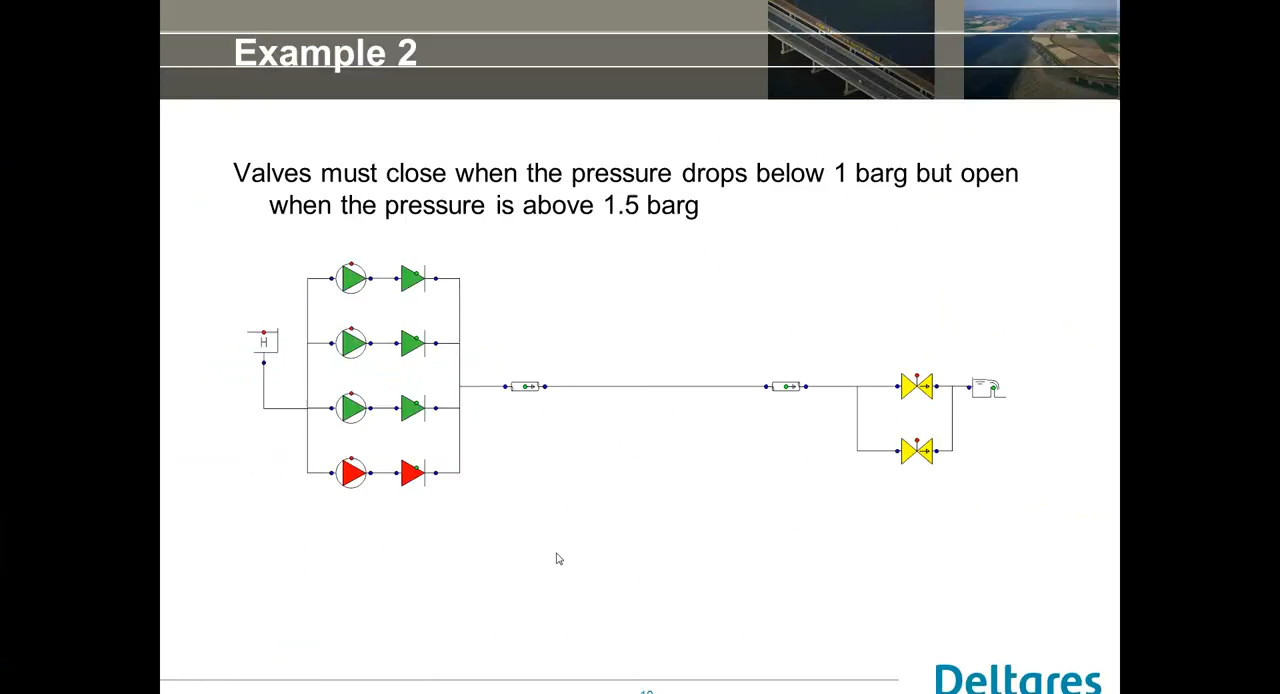 Example 2
Valves must close when the pressure drops below 1 barg but open
when the pressure is above 1.5 barg
H
Deltares